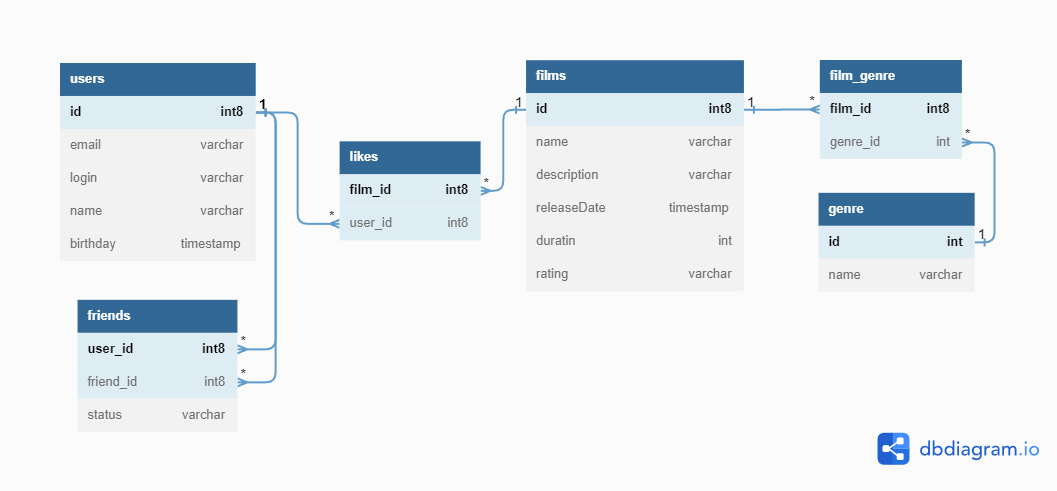 users
id int8
email varchar
login varchar
name varchar
birthday timestamp
friends
user_id int8
friend_id int8
status varchar
likes
film_id int8
user_id int8
films
id int8
name varchar
description varchar
releaseDate timestamp
duratin int
rating varchar
film_genre
film_id int8
genre_id int
genre
id int
name varchar
1
*
*
*
1
*
1
*
*
1
dbdiagram.io